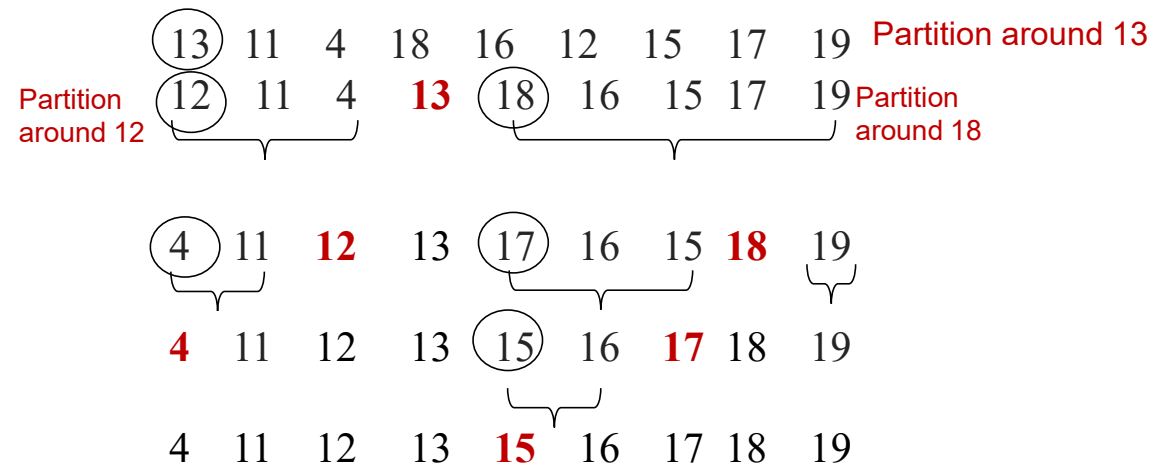 13 11 4 18 16 12 15 17 19 Partition around 13
Partition around 12 12 11 4 13 18 16 15 17 19 Partition around 18
4 11 12 13 17 16 15 18 19
4 11 12 13 15 16 17 18 19
4 11 12 13 15 16 17 18 19